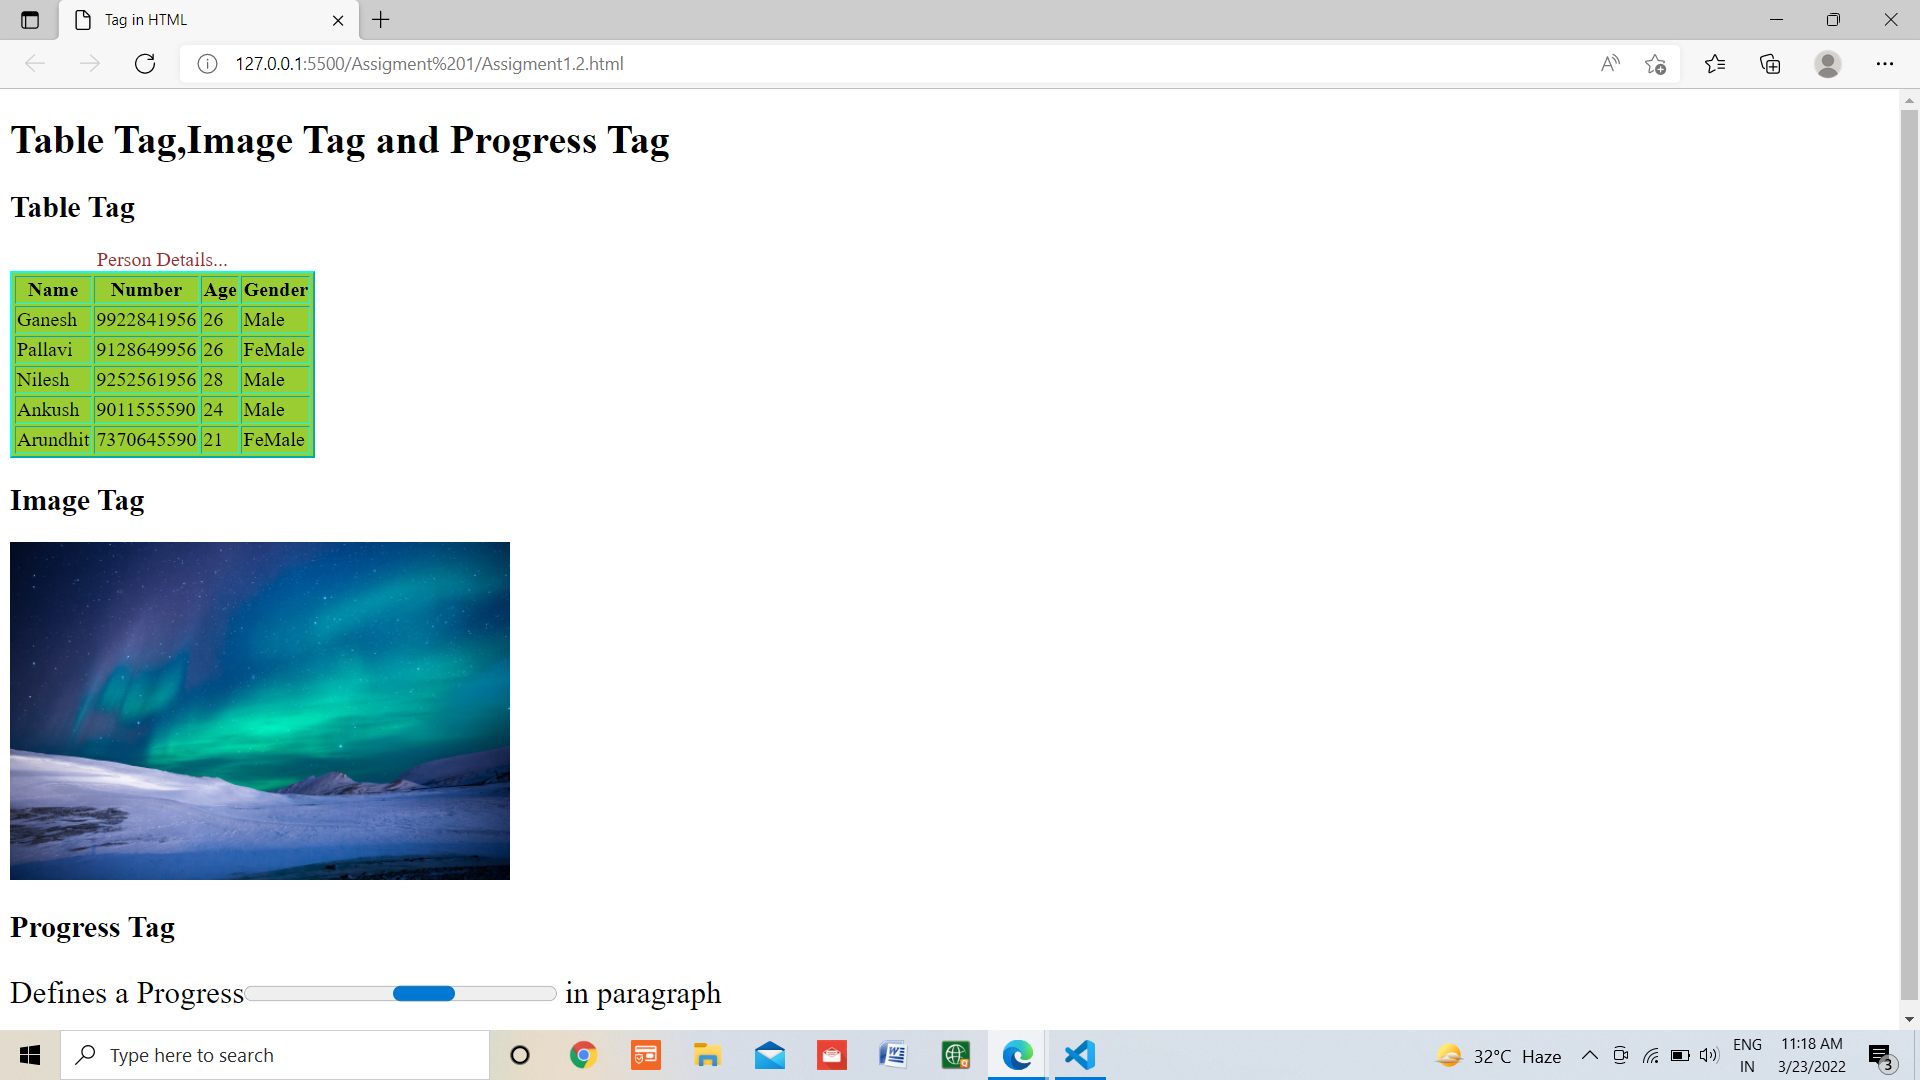 Tag in HTML
127.0.0.1:5500/Assigment%201/Assigment1.2.html
Table Tag,Image Tag and Progress Tag
Table Tag
Person Details...
Name Number Age Gender
Ganesh 9922841956 26 Male
Pallavi 9128649956 26 FeMale
Nilesh 9252561956 28 Male
Ankush 9011555590 24 Male
Arundhit 7370645590 21 FeMale
Image Tag
Progress Tag
Defines a Progress in paragraph
Type here to search
32°C Haze
ENG
IN
11:18 AM
3/23/2022
3